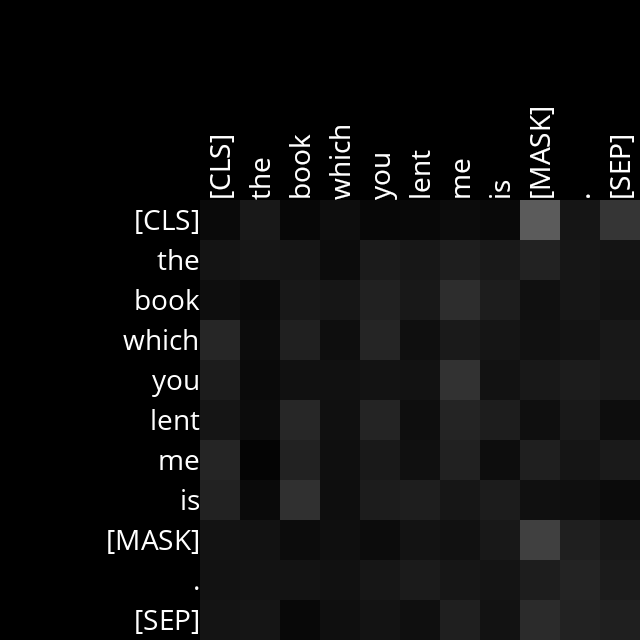 [CLS] the book which you lent me is [MASK] . [SEP]
[CLS]
the
book
which
you
lent
me
is
[MASK]
.
[SEP]